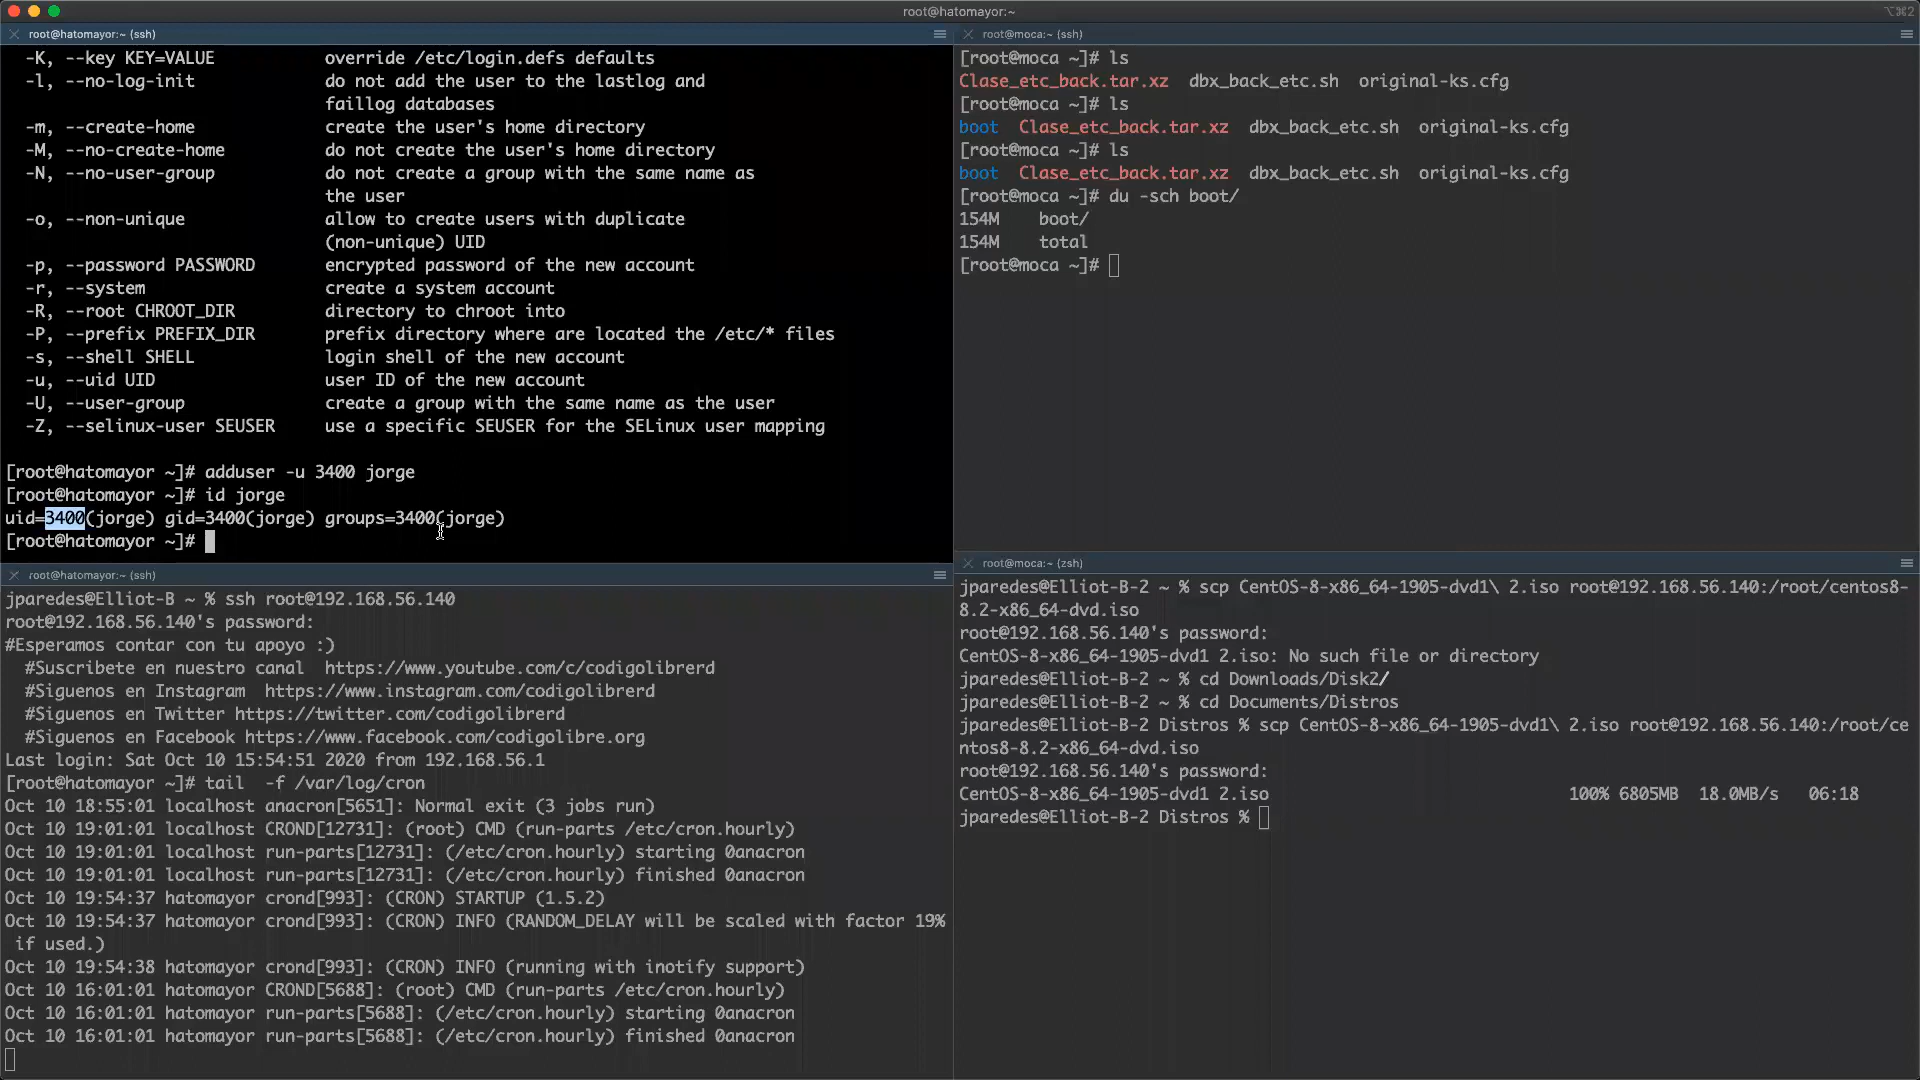 root@hatomayor:~
⌥⌘2
root@hatomayor:~ (ssh)
-K, --key KEY=VALUE           override /etc/login.defs defaults
-l, --no-log-init             do not add the user to the lastlog and
faillog databases
-m, --create-home             create the user's home directory
-M, --no-create-home          do not create the user's home directory
-N, --no-user-group           do not create a group with the same name as
the user
-o, --non-unique              allow to create users with duplicate
(non-unique) UID
-p, --password PASSWORD       encrypted password of the new account
-r, --system                  create a system account
-R, --root CHROOT_DIR         directory to chroot into
-P, --prefix PREFIX_DIR       prefix directory where are located the /etc/* files
-s, --shell SHELL             login shell of the new account
-u, --uid UID                 user ID of the new account
-U, --user-group              create a group with the same name as the user
-Z, --selinux-user SEUSER     use a specific SEUSER for the SELinux user mapping
[root@hatomayor ~]# adduser -u 3400 jorge
[root@hatomayor ~]# id jorge
uid=3400(jorge) gid=3400(jorge) groups=3400(jorge)
[root@hatomayor ~]#
root@moca:~ (ssh)
[root@moca ~]# ls
Clase_etc_back.tar.xz  dbx_back_etc.sh  original-ks.cfg
[root@moca ~]# ls
boot  Clase_etc_back.tar.xz  dbx_back_etc.sh  original-ks.cfg
[root@moca ~]# ls
boot  Clase_etc_back.tar.xz  dbx_back_etc.sh  original-ks.cfg
[root@moca ~]# du -sch boot/
154M    boot/
154M    total
[root@moca ~]#
root@hatomayor:~ (ssh)
jparedes@Elliot-B ~ % ssh root@192.168.56.140
root@192.168.56.140's password:
#Esperamos contar con tu apoyo :)
#Suscribete en nuestro canal  https://www.youtube.com/c/codigolibrerd
#Siguenos en Instagram  https://www.instagram.com/codigolibrerd
#Siguenos en Twitter https://twitter.com/codigolibrerd
#Siguenos en Facebook https://www.facebook.com/codigolibre.org
Last login: Sat Oct 10 15:54:51 2020 from 192.168.56.1
[root@hatomayor ~]# tail  -f /var/log/cron
Oct 10 18:55:01 localhost anacron[5651]: Normal exit (3 jobs run)
Oct 10 19:01:01 localhost CROND[12731]: (root) CMD (run-parts /etc/cron.hourly)
Oct 10 19:01:01 localhost run-parts[12731]: (/etc/cron.hourly) starting 0anacron
Oct 10 19:01:01 localhost run-parts[12731]: (/etc/cron.hourly) finished 0anacron
Oct 10 19:54:37 hatomayor crond[993]: (CRON) STARTUP (1.5.2)
Oct 10 19:54:37 hatomayor crond[993]: (CRON) INFO (RANDOM_DELAY will be scaled with factor 19%
if used.)
Oct 10 19:54:38 hatomayor crond[993]: (CRON) INFO (running with inotify support)
Oct 10 16:01:01 hatomayor CROND[5688]: (root) CMD (run-parts /etc/cron.hourly)
Oct 10 16:01:01 hatomayor run-parts[5688]: (/etc/cron.hourly) starting 0anacron
Oct 10 16:01:01 hatomayor run-parts[5688]: (/etc/cron.hourly) finished 0anacron
root@moca:~ (zsh)
jparedes@Elliot-B-2 ~ % scp CentOS-8-x86_64-1905-dvd1\ 2.iso root@192.168.56.140:/root/centos8-
8.2-x86_64-dvd.iso
root@192.168.56.140's password:
CentOS-8-x86_64-1905-dvd1 2.iso: No such file or directory
jparedes@Elliot-B-2 ~ % cd Downloads/Disk2/
jparedes@Elliot-B-2 ~ % cd Documents/Distros
jparedes@Elliot-B-2 Distros % scp CentOS-8-x86_64-1905-dvd1\ 2.iso root@192.168.56.140:/root/ce
ntos8-8.2-x86_64-dvd.iso
root@192.168.56.140's password:
CentOS-8-x86_64-1905-dvd1 2.iso                              100% 6805MB  18.0MB/s   06:18
jparedes@Elliot-B-2 Distros %